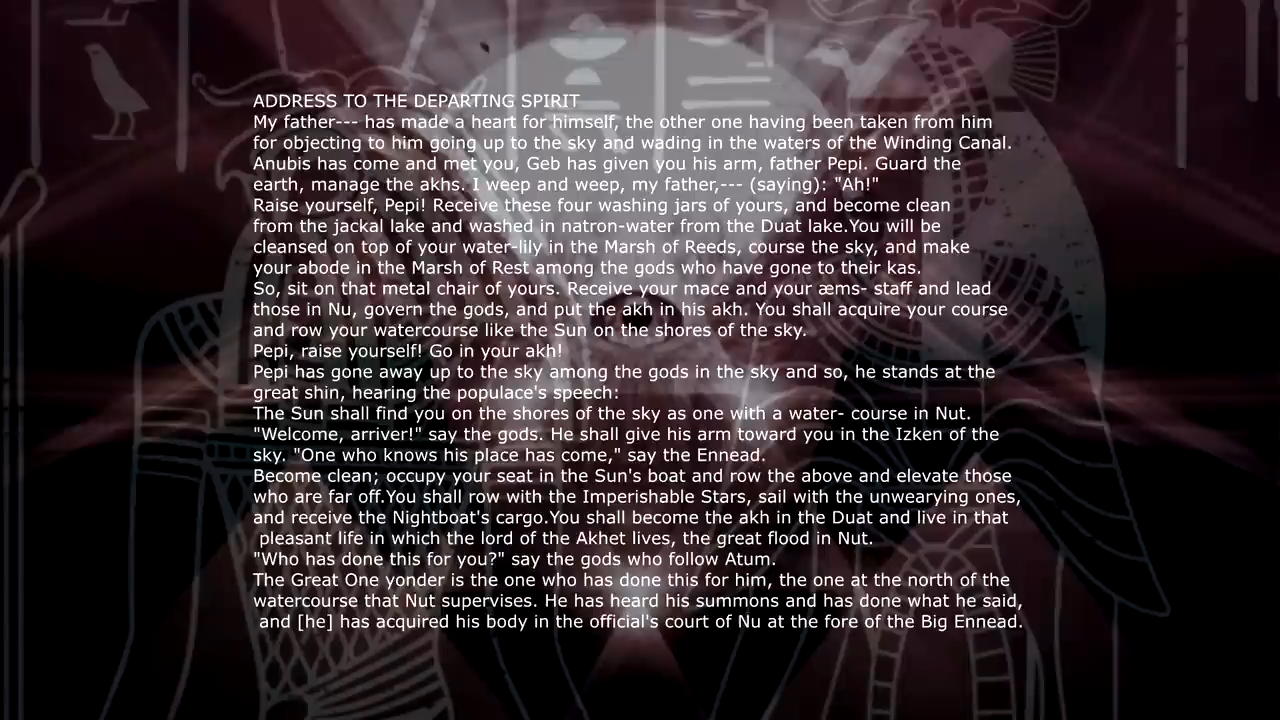 ADDRESS TO THE DEPARTING SPIRIT
My father--- has made a heart for himself, the other one having been taken from him
for objecting to him going up to the sky and wading in the waters of the Winding Canal.
Anubis has come and met you, Geb has given you his arm, father Pepi. Guard the
earth, manage the akhs. I weep and weep, my father,--- (saying): "Ah!"
Raise yourself, Pepi! Receive these four washing jars of yours, and become clean
from the jackal lake and washed in natron-water from the Duat lake.You will be
cleansed on top of your water-lily in the Marsh of Reeds, course the sky, and make
your abode in the Marsh of Rest among the gods who have gone to their kas.
So, sit on that metal chair of yours. Receive your mace and your æms- staff and lead
those in Nu, govern the gods, and put the akh in his akh. You shall acquire your course
and row your watercourse like the Sun on the shores of the sky.
Pepi, raise yourself! Go in your akh!
Pepi has gone away up to the sky among the gods in the sky and so, he stands at the
great shin, hearing the populace's speech:
The Sun shall find you on the shores of the sky as one with a water- course in Nut.
"Welcome, arriver!" say the gods. He shall give his arm toward you in the Izken of the
sky. "One who knows his place has come," say the Ennead.
Become clean; occupy your seat in the Sun's boat and row the above and elevate those
who are far off.You shall row with the Imperishable Stars, sail with the unwearying ones,
and receive the Nightboat's cargo.You shall become the akh in the Duat and live in that
pleasant life in which the lord of the Akhet lives, the great flood in Nut.
"Who has done this for you?" say the gods who follow Atum.
The Great One yonder is the one who has done this for him, the one at the north of the
watercourse that Nut supervises. He has heard his summons and has done what he said,
and [he] has acquired his body in the official's court of Nu at the fore of the Big Ennead.